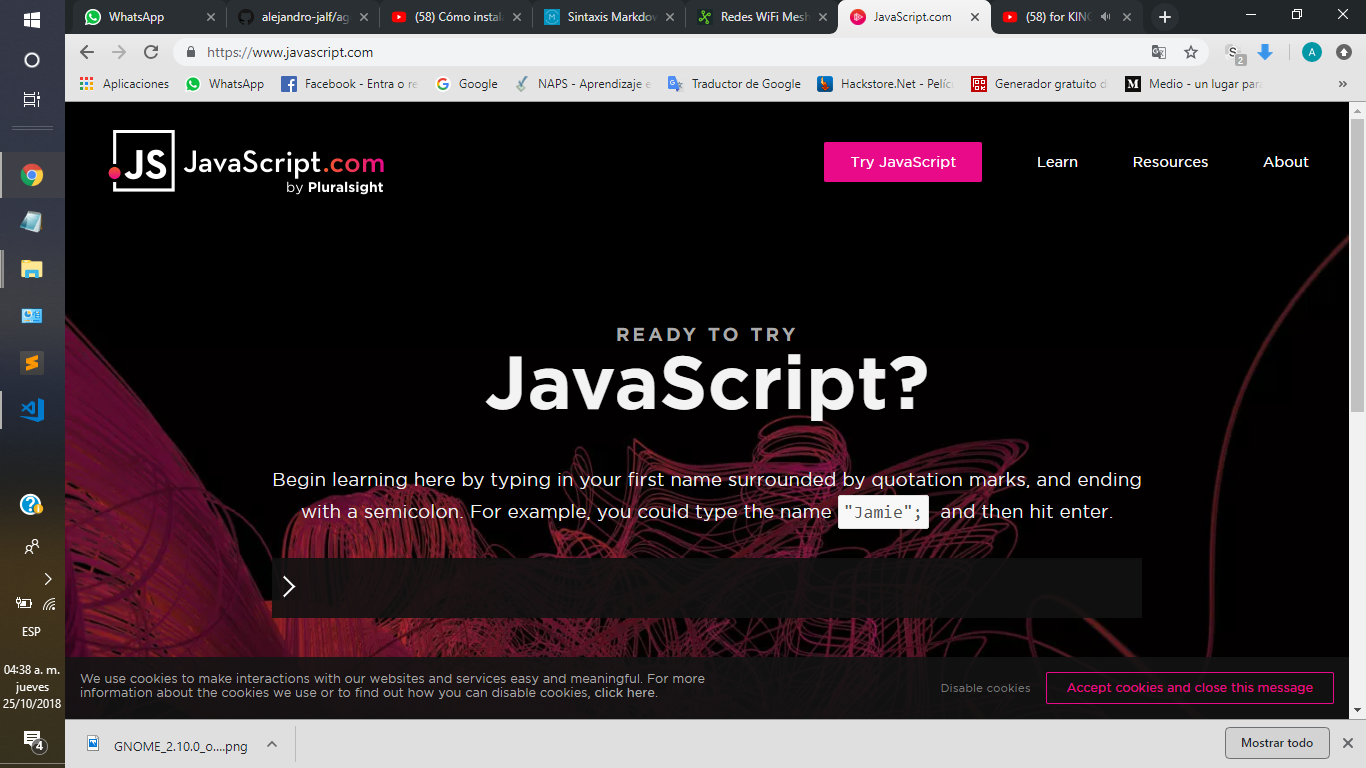 WhatsApp
alejandro-jalf/ag
(58) Cómo instal
Sintaxis Markdow
Redes WiFi Mesh
JavaScript.com
(58) for KING
https://www.javascript.com
S
2
A
Aplicaciones
WhatsApp
Facebook - Entra o re
Google
NAPS - Aprendizaje e
Traductor de Google
Hackstore.Net - Pelíc
Generador gratuito d
Medio - un lugar para
»
JS JavaScript.com
by Pluralsight
Try JavaScript
Learn
Resources
About
READY TO TRY
JavaScript?
Begin learning here by typing in your first name surrounded by quotation marks, and ending
with a semicolon. For example, you could type the name "Jamie"; and then hit enter.
We use cookies to make interactions with our websites and services easy and meaningful. For more
information about the cookies we use or to find out how you can disable cookies, click here.
Disable cookies
Accept cookies and close this message
GNOME_2.10.0_o....png
Mostrar todo
ESP
04:38 a. m.
jueves
25/10/2018
4